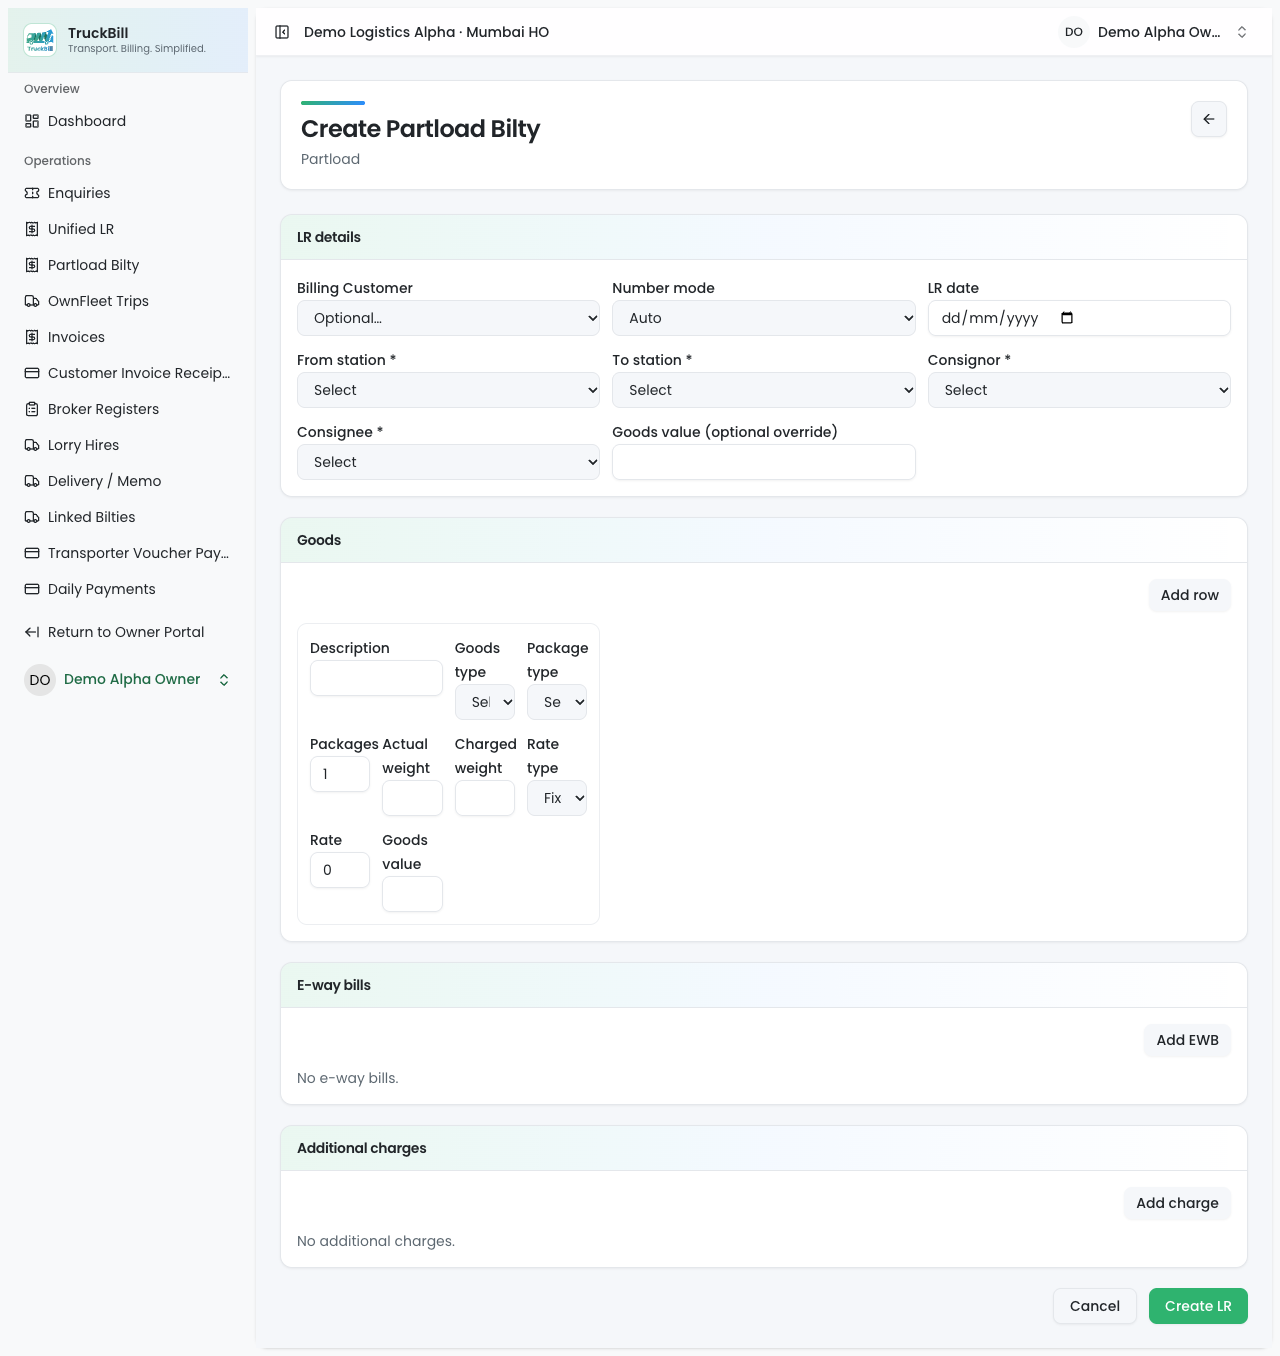 TruckBill
Transport. Billing. Simplified.
Overview
Dashboard
Operations
Enquiries
Unified LR
Partload Bilty
OwnFleet Trips
Invoices
Customer Invoice Receip...
Broker Registers
Lorry Hires
Delivery / Memo
Linked Bilties
Transporter Voucher Pay...
Daily Payments
Return to Owner Portal
DO Demo Alpha Owner
Demo Logistics Alpha · Mumbai HO
DO Demo Alpha Ow...
Create Partload Bilty
Partload
LR details
Billing Customer Number mode LR date
Optional... Auto dd/mm/yyyy
From station * To station * Consignor *
Select Select Select
Consignee * Goods value (optional override)
Select
Goods
Add row
Description Goods type Package type
Sel Se
Packages Actual weight Charged weight Rate type
1 Fix
Rate Goods value
0
E-way bills
Add EWB
No e-way bills.
Additional charges
Add charge
No additional charges.
Cancel Create LR